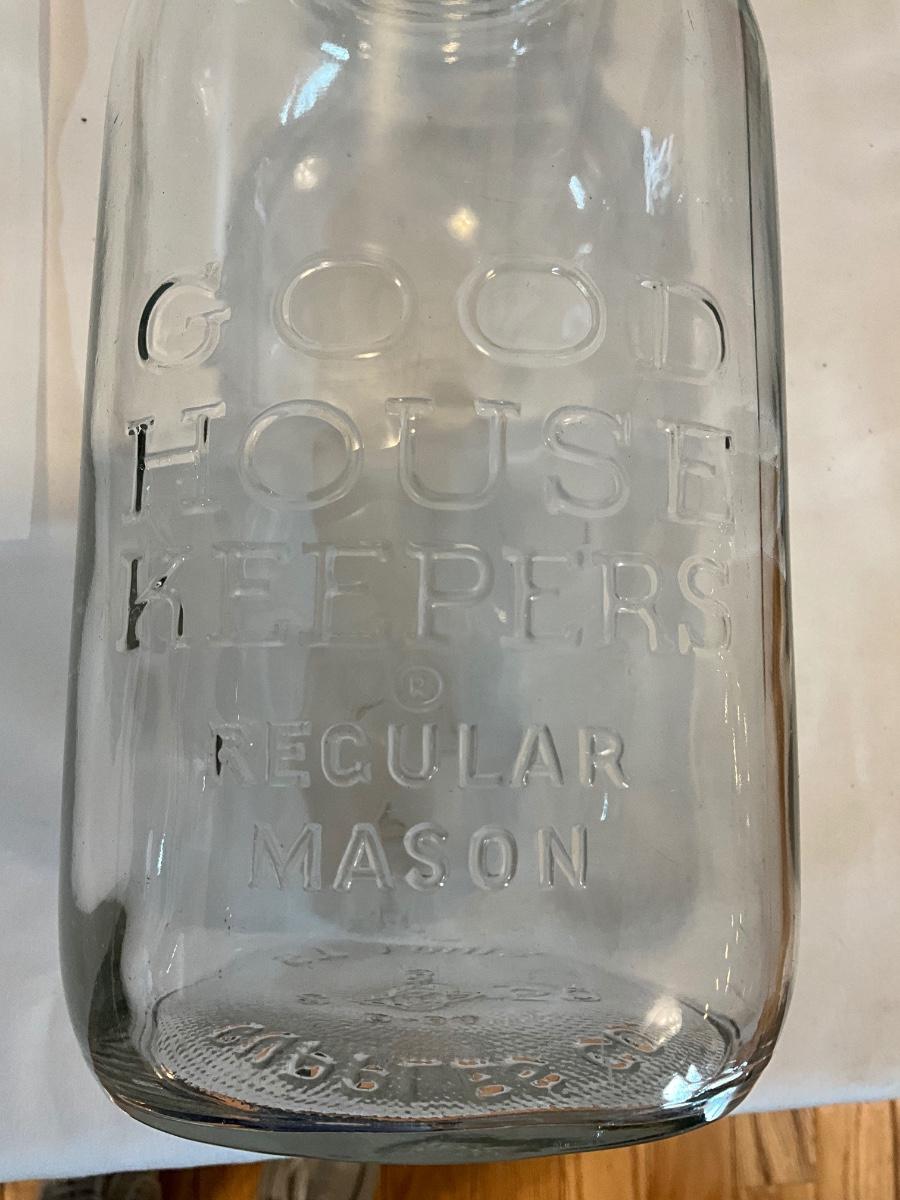 GOOD
HOUSE
KEEPERS
®
REGULAR
MASON